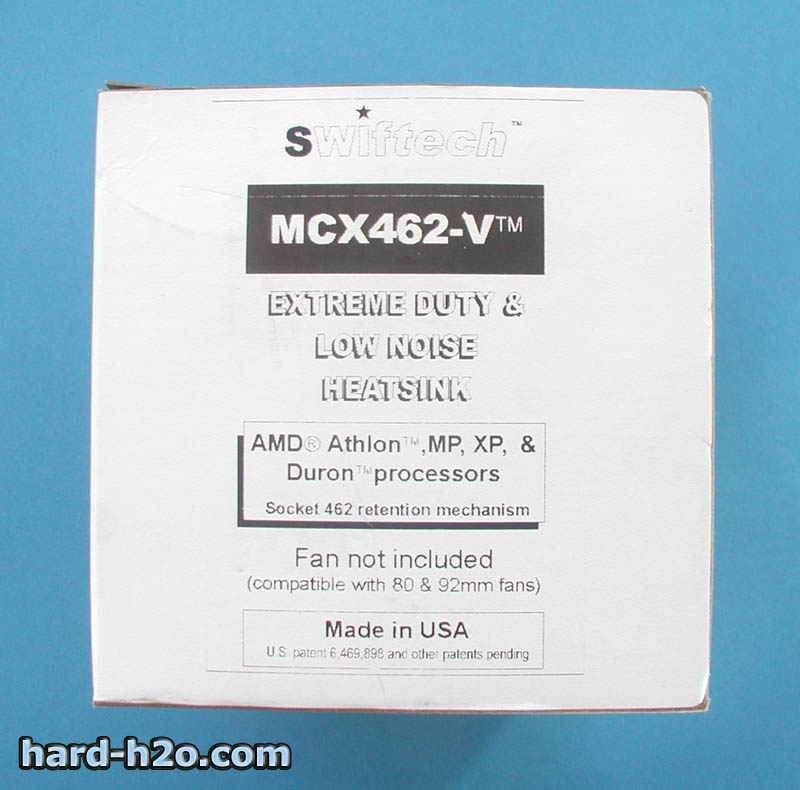 Swiftech™
MCX462-V™
EXTREME DUTY &
LOW NOISE
HEATSINK
AMD® Athlon™,MP, XP, &
Duron™processors
Socket 462 retention mechanism
Fan not included
(compatible with 80 & 92mm fans)
Made in USA
U.S. patent 6,469,898 and other patents pending
hard-h2o.com